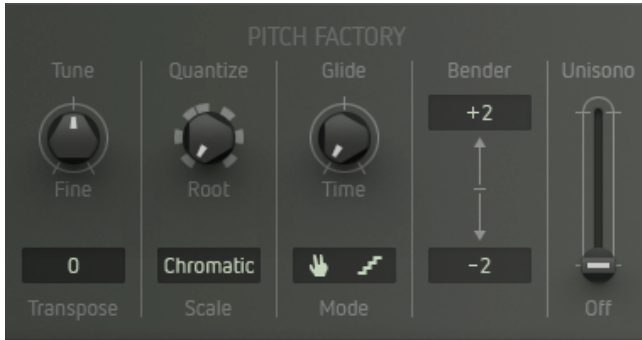 PITCH FACTORY
Tune Quantize Glide Bender Unisono
+2
Fine Root Time
0 Chromatic -2
Transpose Scale Mode Off